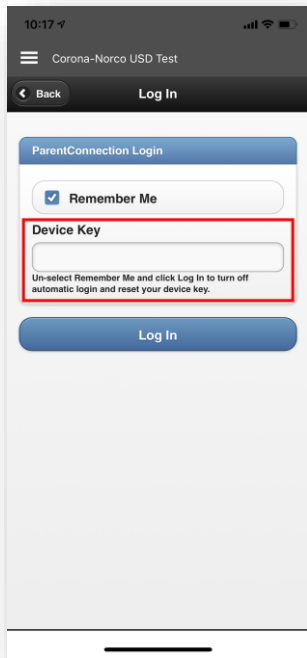 10:17
Corona-Norco USD Test
Back
Log In
ParentConnection Login
Remember Me
Device Key
Un-select Remember Me and click Log In to turn off
automatic login and reset your device key.
Log In